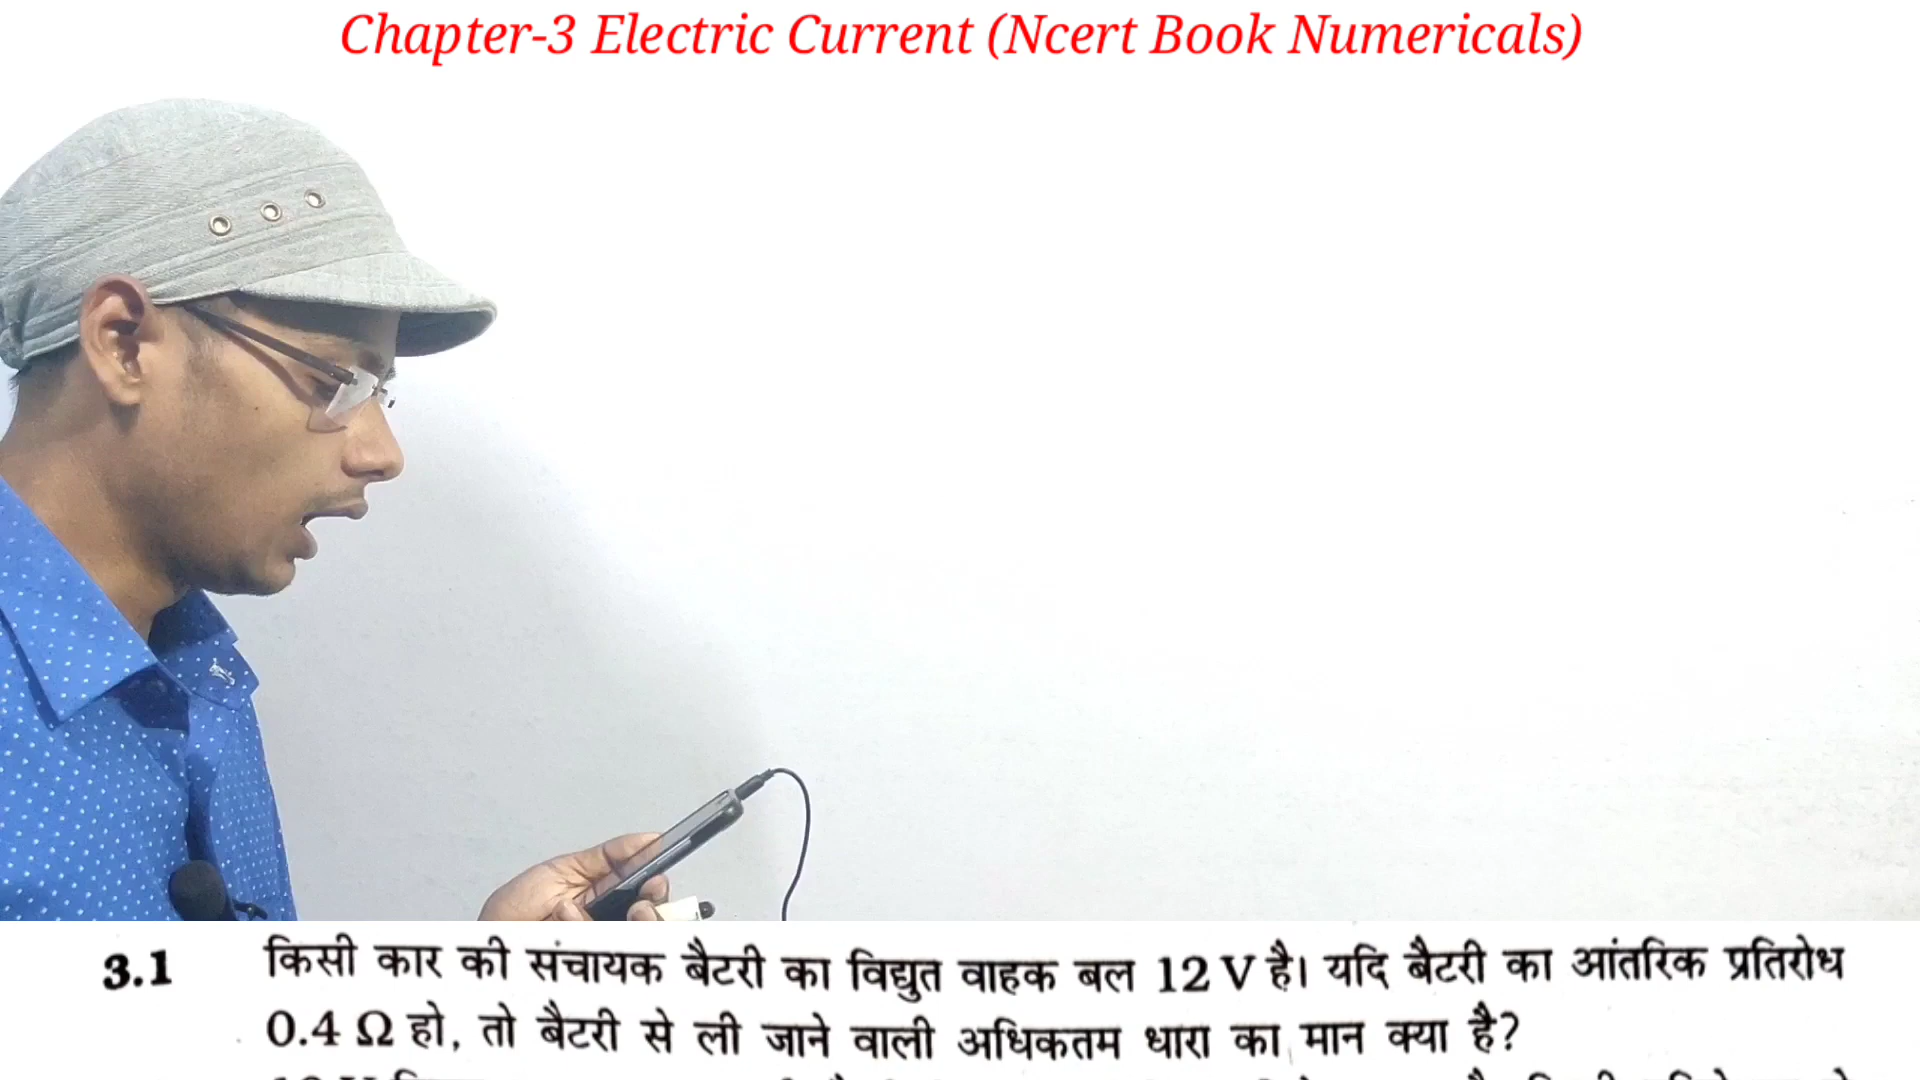 Chapter-3 Electric Current (Ncert Book Numericals)
3.1 किसी कार की संचायक बैटरी का विद्युत वाहक बल 12 V है। यदि बैटरी का आंतरिक प्रतिरोध
0.4 Ω हो, तो बैटरी से ली जाने वाली अधिकतम धारा का मान क्या है?